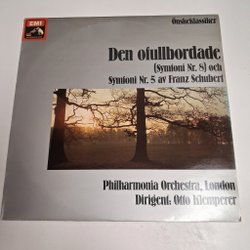 EMI
Önskeklassiker
Den ofullbordade
(Symfoni Nr. 8) och
Symfoni Nr. 5 av Franz Schubert
Philharmonia Orchestra, London
Dirigent: Otto Klemperer